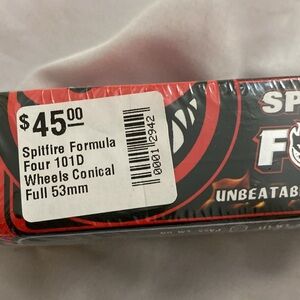 $45.00
Spitfire Formula
Four 101D
Wheels Conical
Full 53mm
00012942
SP
F
UNBEATAB